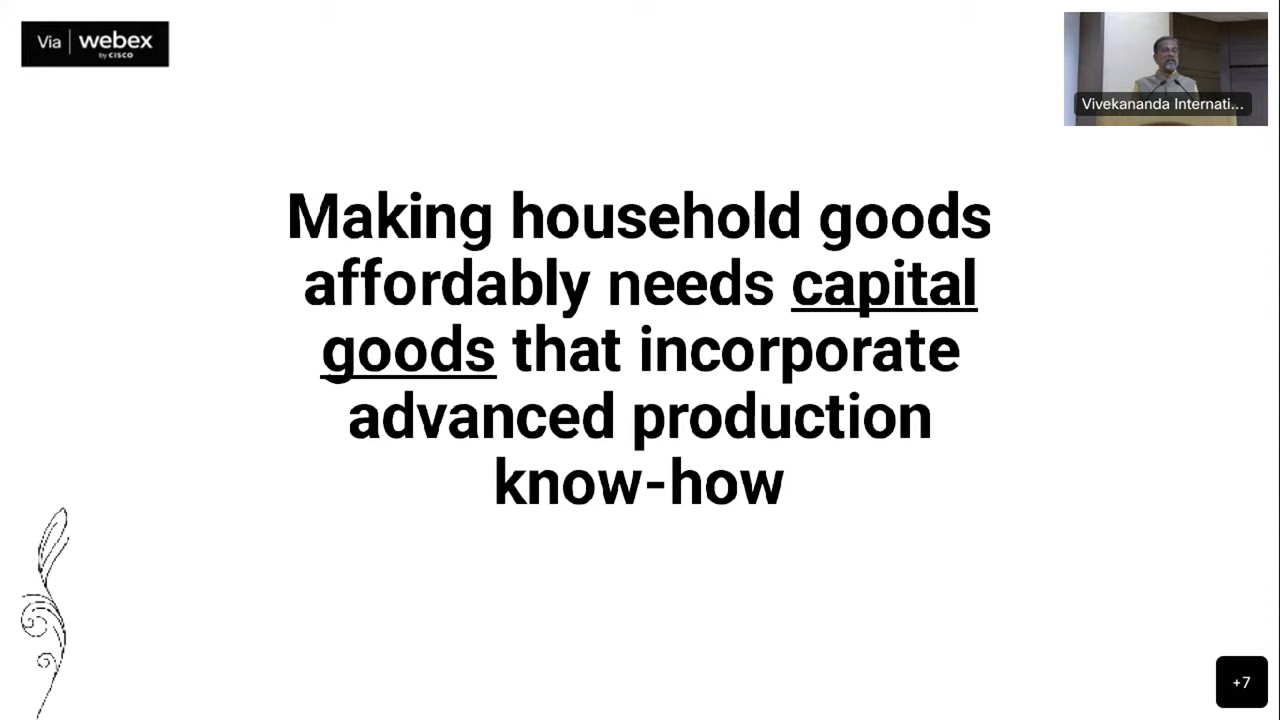 Via | webex
by CISCO
Vivekananda Internati...
Making household goods
affordably needs capital
goods that incorporate
advanced production
know-how
+7